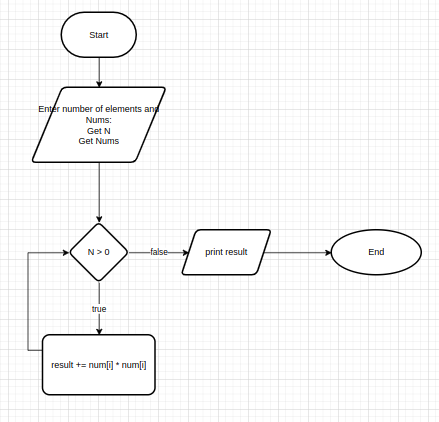 Start
Enter number of elements and
Nums:
Get N
Get Nums
N > 0
false
print result
End
true
result += num[i] * num[i]